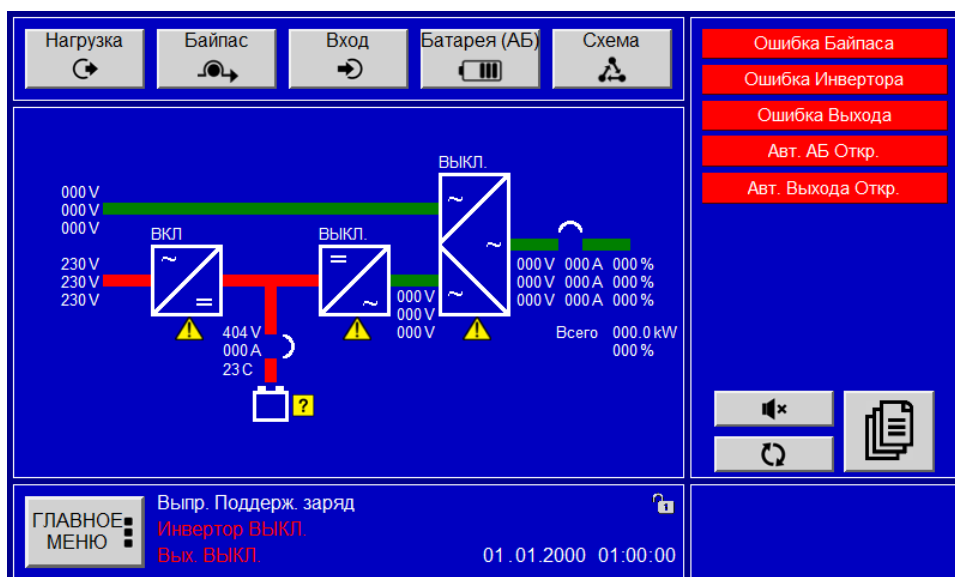 Нагрузка
Байпас
Вход
Батарея (АБ)
Схема
Ошибка Байпаса
Ошибка Инвертора
Ошибка Выхода
Авт. АБ Откр.
Авт. Выхода Откр.
ВЫКЛ.
000 V
000 V
000 V
ВКЛ
ВЫКЛ.
230 V
230 V
230 V
000 V
000 V
000 V
404 V
000 A
23 C
000 V 000 A 000 %
000 V 000 A 000 %
000 V 000 A 000 %
Всего 000.0 kW
000 %
?
ГЛАВНОЕ
МЕНЮ
Выпр. Поддерж. заряд
Инвертор ВЫКЛ.
Вых. ВЫКЛ.
01.01.2000 01:00:00